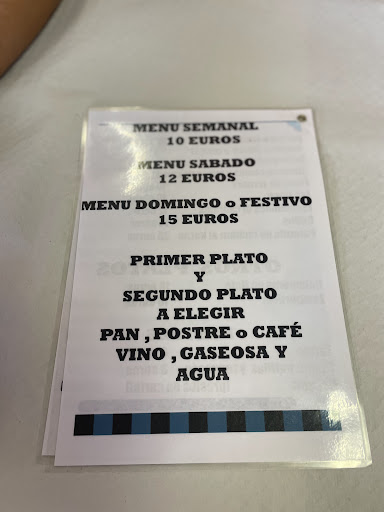 MENU SEMANAL
10 EUROS
MENU SABADO
12 EUROS
MENU DOMINGO o FESTIVO
15 EUROS
PRIMER PLATO
Y
SEGUNDO PLATO
A ELEGIR
PAN , POSTRE o CAFÉ
VINO , GASEOSA Y
AGUA